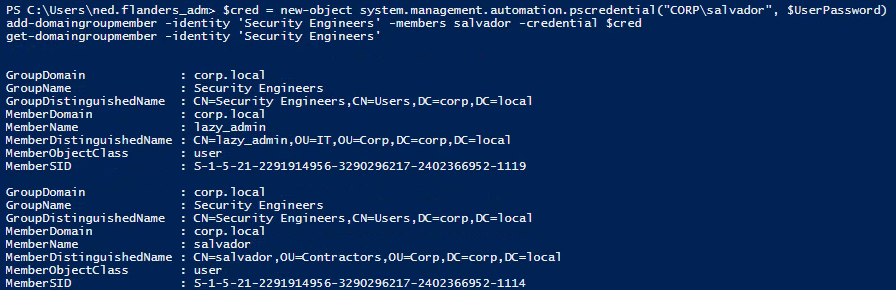 PS C:\Users\ned.flanders_adm> $cred = new-object system.management.automation.pscredential("CORP\salvador", $UserPassword)
add-domaingroupmember -identity 'Security Engineers' -members salvador -credential $cred
get-domaingroupmember -identity 'Security Engineers'
GroupDomain : corp.local
GroupName : Security Engineers
GroupDistinguishedName : CN=Security Engineers,CN=Users,DC=corp,DC=local
MemberDomain : corp.local
MemberName : lazy_admin
MemberDistinguishedName : CN=lazy_admin,OU=IT,OU=Corp,DC=corp,DC=local
MemberObjectClass : user
MemberSID : S-1-5-21-2291914956-3290296217-2402366952-1119
GroupDomain : corp.local
GroupName : Security Engineers
GroupDistinguishedName : CN=Security Engineers,CN=Users,DC=corp,DC=local
MemberDomain : corp.local
MemberName : salvador
MemberDistinguishedName : CN=salvador,OU=Contractors,OU=Corp,DC=corp,DC=local
MemberObjectClass : user
MemberSID : S-1-5-21-2291914956-3290296217-2402366952-1114